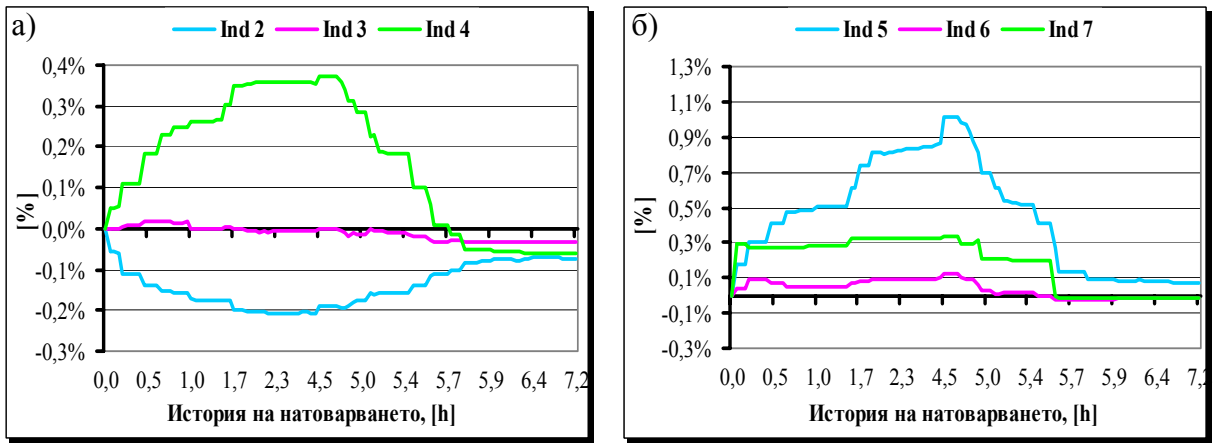 а)
Ind 2 Ind 3 Ind 4
0,4%
0,3%
0,2%
0,1%
0,0%
-0,1%
-0,2%
-0,3%
[%]
0,0 0,5 1,0 1,7 2,3 4,5 5,0 5,4 5,7 5,9 6,4 7,2
История на натоварването, [h]
б)
Ind 5 Ind 6 Ind 7
1,3%
1,1%
0,9%
0,7%
0,5%
0,3%
0,1%
-0,1%
-0,3%
[%]
0,0 0,5 1,0 1,7 2,3 4,5 5,0 5,4 5,7 5,9 6,4 7,2
История на натоварването, [h]